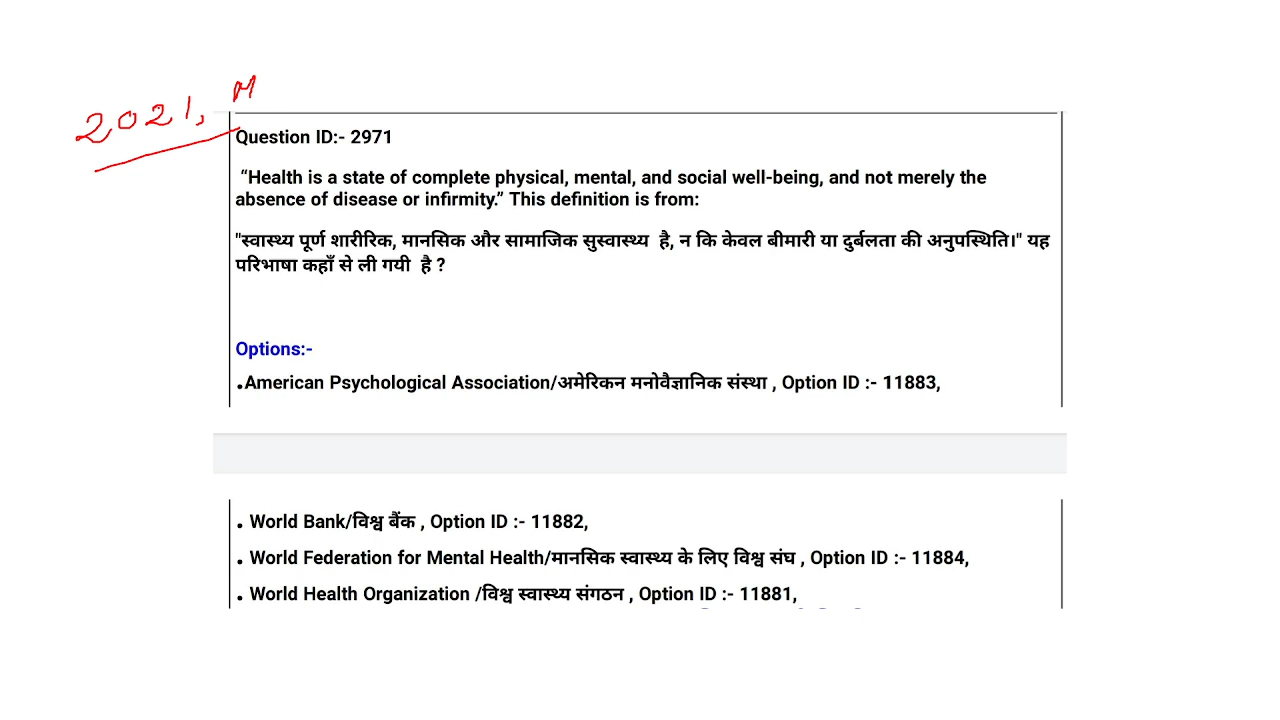 2021, M
Question ID:- 2971
“Health is a state of complete physical, mental, and social well-being, and not merely the
absence of disease or infirmity.” This definition is from:
"स्वास्थ्य पूर्ण शारीरिक, मानसिक और सामाजिक सुस्वास्थ्य है, न कि केवल बीमारी या दुर्बलता की अनुपस्थिति।" यह
परिभाषा कहाँ से ली गयी है ?
Options:-
.American Psychological Association/अमेरिकन मनोवैज्ञानिक संस्था , Option ID :- 11883,
. World Bank/विश्व बैंक , Option ID :- 11882,
. World Federation for Mental Health/मानसिक स्वास्थ्य के लिए विश्व संघ , Option ID :- 11884,
. World Health Organization /विश्व स्वास्थ्य संगठन , Option ID :- 11881,